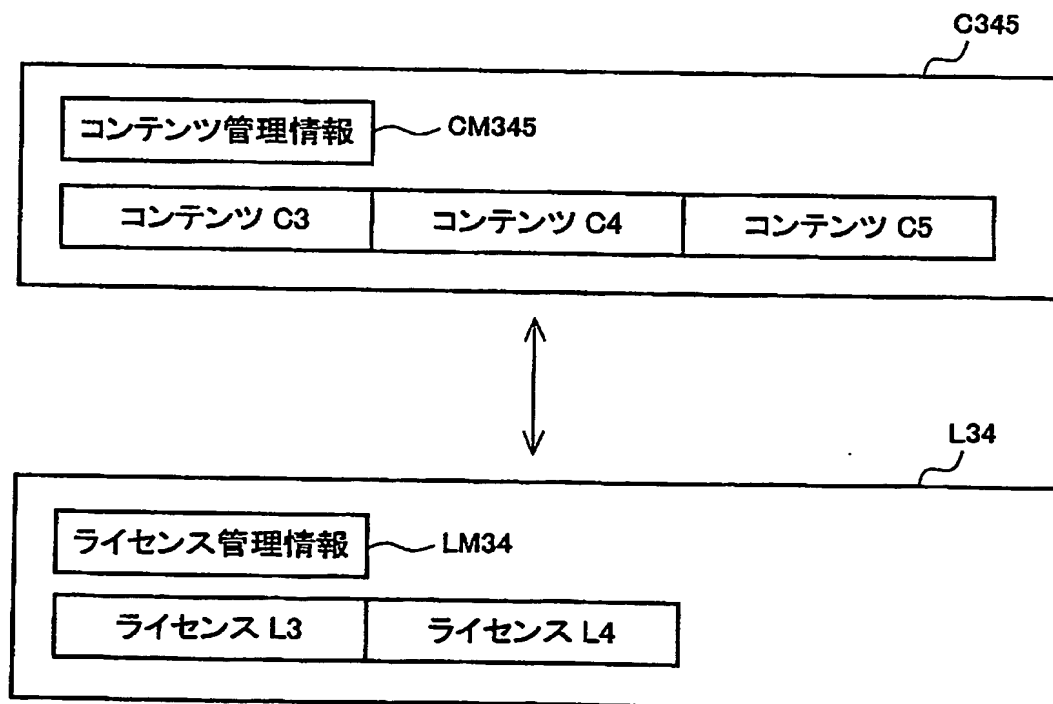 C345
コンテンツ管理情報
CM345
コンテンツ C3
コンテンツ C4
コンテンツ C5
L34
ライセンス管理情報
LM34
ライセンス L3
ライセンス L4